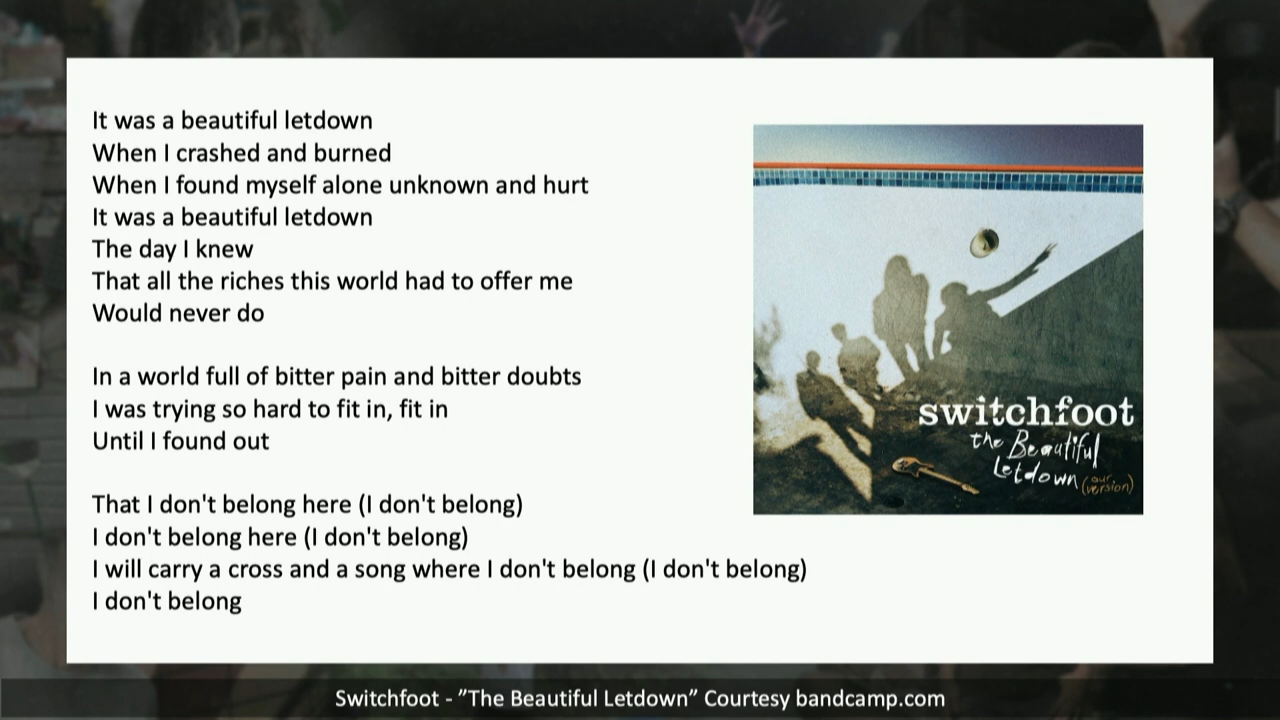 It was a beautiful letdown
When I crashed and burned
When I found myself alone unknown and hurt
It was a beautiful letdown
The day I knew
That all the riches this world had to offer me
Would never do
In a world full of bitter pain and bitter doubts
I was trying so hard to fit in, fit in
Until I found out
That I don't belong here (I don't belong)
I don't belong here (I don't belong)
I will carry a cross and a song where I don't belong (I don't belong)
I don't belong
switchfoot
the Beautiful
Letdown (our version)
Switchfoot - ”The Beautiful Letdown” Courtesy bandcamp.com